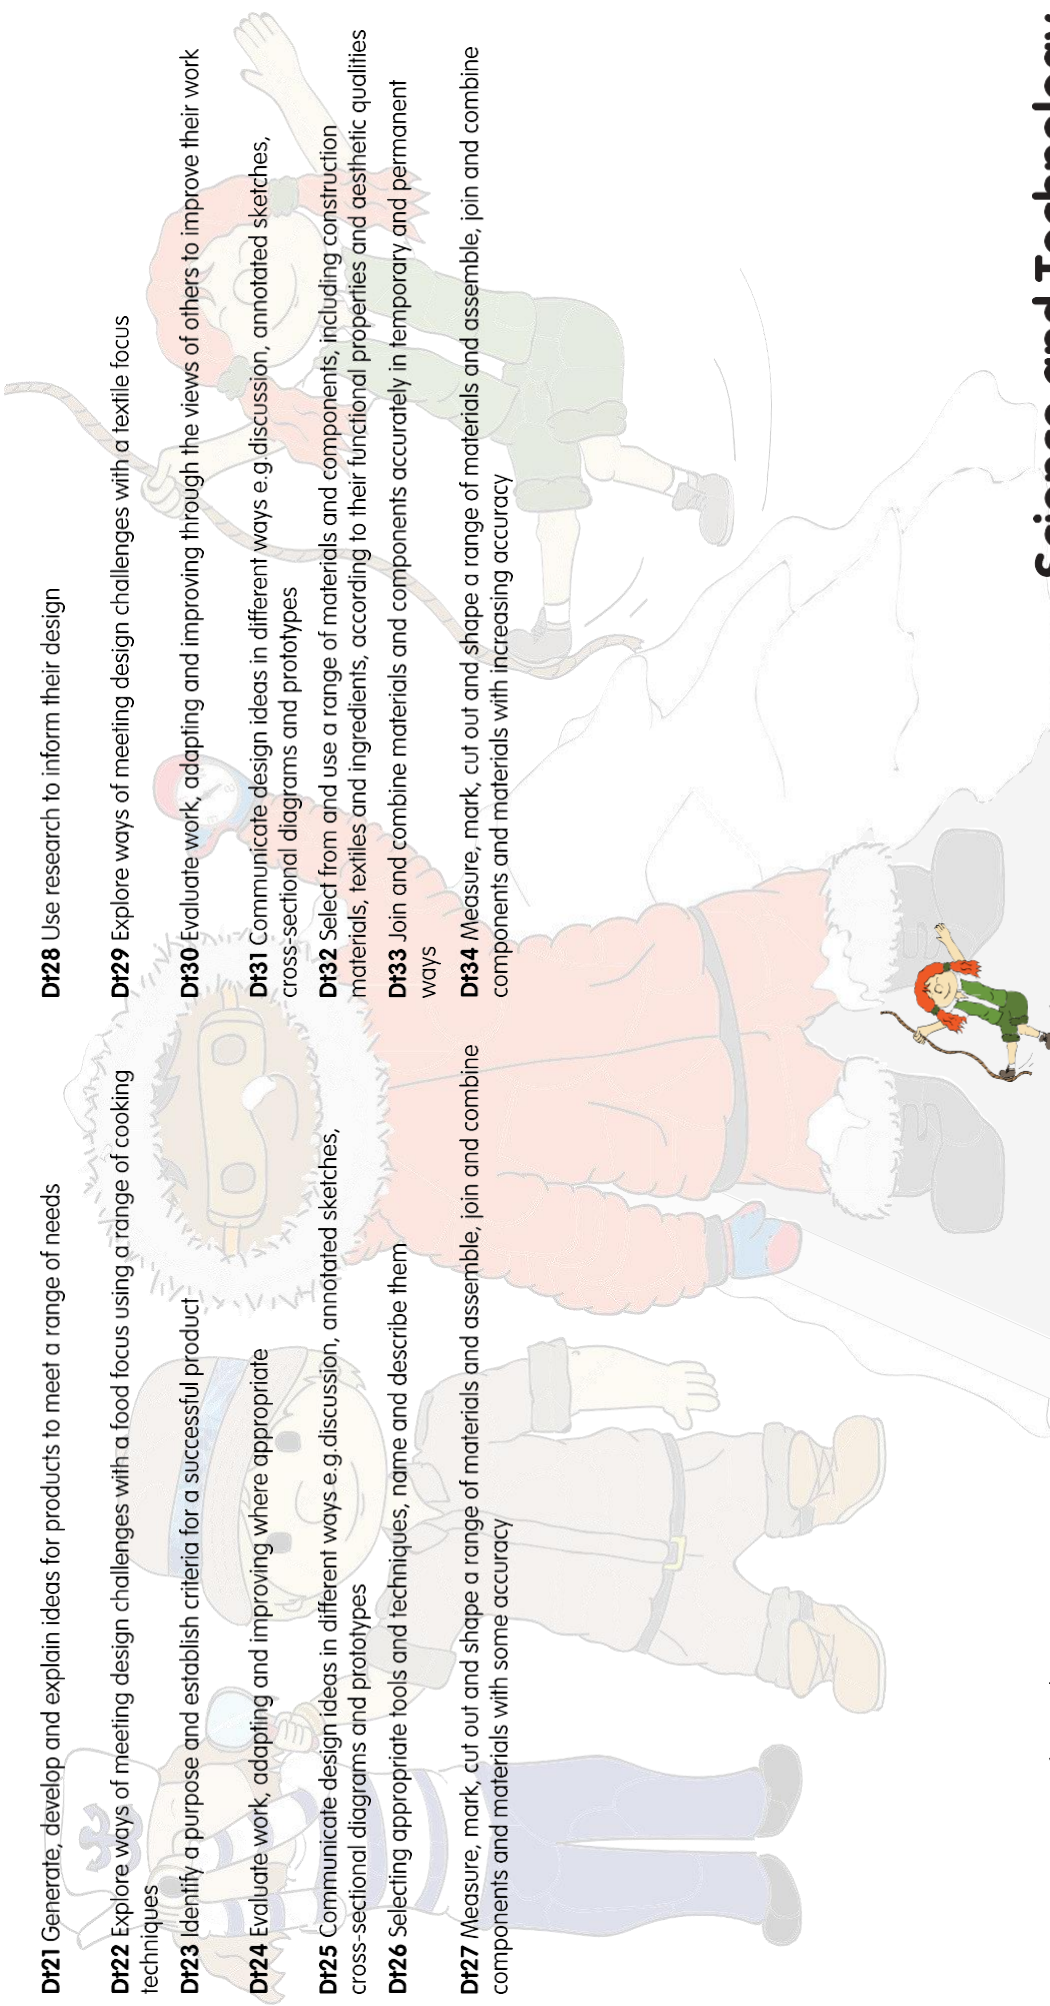 Dt21 Generate, develop and explain ideas for products to meet a range of needs
Dt22 Explore ways of meeting design challenges with a food focus using a range of cooking
techniques
Dt23 Identify a purpose and establish criteria for a successful product
Dt24 Evaluate work, adapting and improving where appropriate
Dt25 Communicate design ideas in different ways e.g.discussion, annotated sketches,
cross-sectional diagrams and prototypes
Dt26 Selecting appropriate tools and techniques, name and describe them
Dt27 Measure, mark, cut out and shape a range of materials and assemble, join and combine
components and materials with some accuracy
Dt28 Use research to inform their design
Dt29 Explore ways of meeting design challenges with a textile focus
Dt30 Evaluate work, adapting and improving through the views of others to improve their work
Dt31 Communicate design ideas in different ways e.g.discussion, annotated sketches,
cross-sectional diagrams and prototypes
Dt32 Select from and use a range of materials and components, including construction
materials, textiles and ingredients, according to their functional properties and aesthetic qualities
Dt33 Join and combine materials and components accurately in temporary and permanent
ways
Dt34 Measure, mark, cut out and shape a range of materials and assemble, join and combine
components and materials with increasing accuracy
Science and Technology